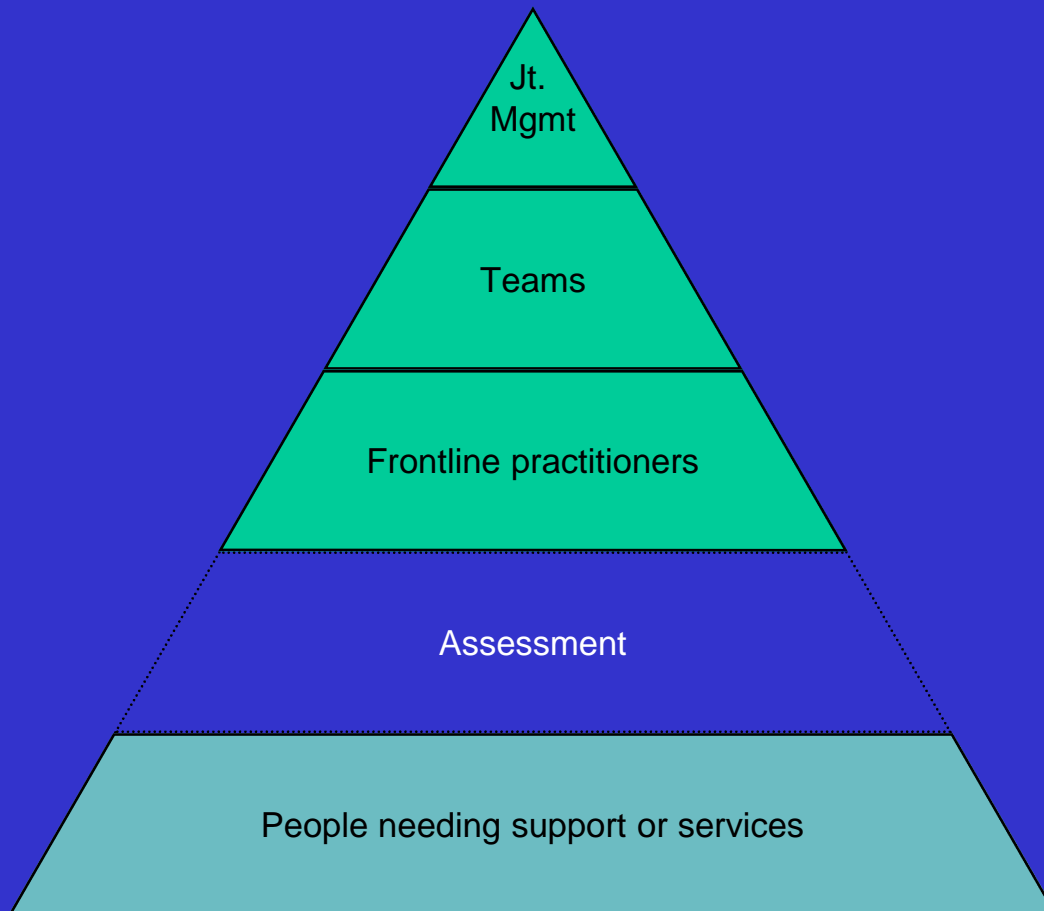 Jt.
Mgmt
Teams
Frontline practitioners
Assessment
People needing support or services